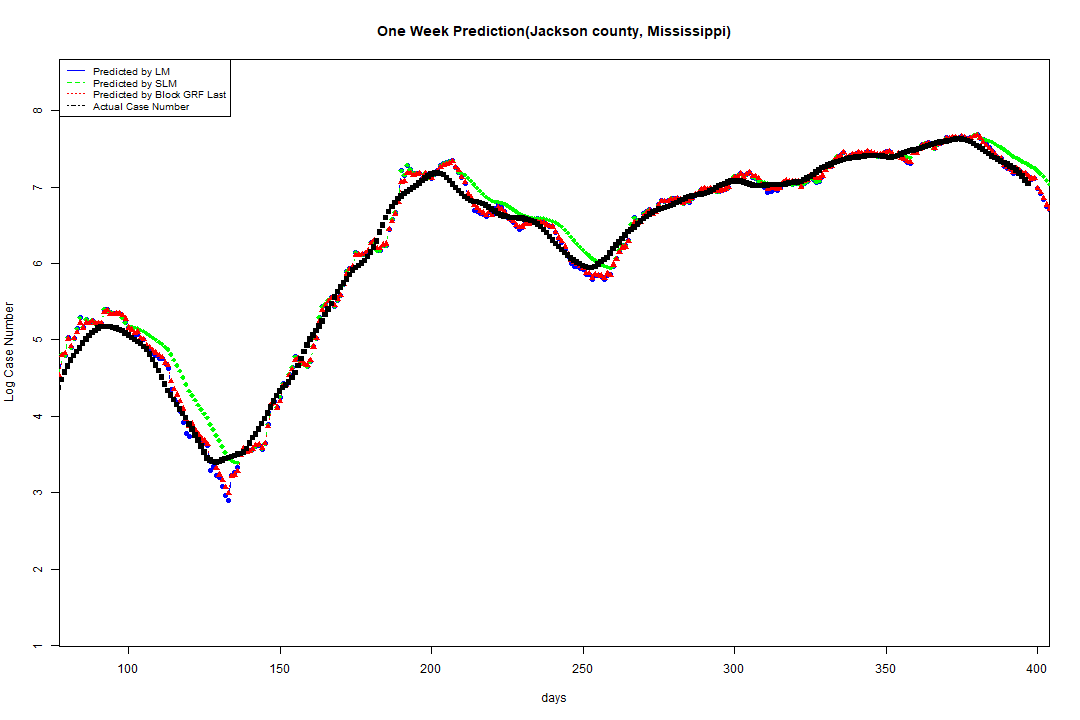 One Week Prediction(Jackson county, Mississippi)
Predicted by LM
Predicted by SLM
Predicted by Block GRF Last
Actual Case Number
Log Case Number
8
7
6
5
4
3
2
1
100 150 200 250 300 350 400
days